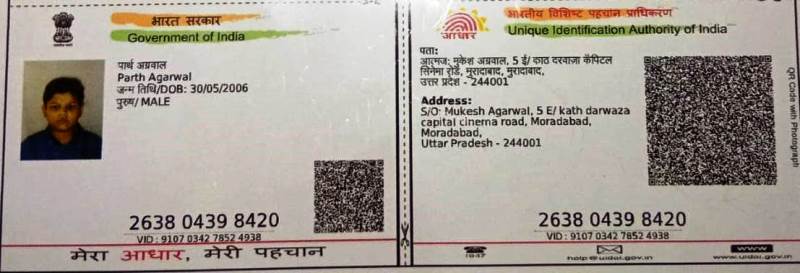 भारत सरकार
Government of India
पार्थ अग्रवाल
Parth Agarwal
जन्म तिथि/DOB: 30/05/2006
पुरुष/ MALE
2638 0439 8420
VID : 9107 0342 7852 4938
मेरा आधार, मेरी पहचान
भारतीय विशिष्ट पहचान प्राधिकरण
Unique Identification Authority of India
आधार
पता:
आत्मज: मुकेश अग्रवाल, 5 ई/ काठ दरवाज़ा कॅपिटल
सिनेमा रोड, मुरादाबाद, मुरादाबाद,
उत्तर प्रदेश - 244001
Address:
S/O: Mukesh Agarwal, 5 E/ kath darwaza
capital cinema road, Moradabad,
Moradabad,
Uttar Pradesh - 244001
QR Code with Photograph
2638 0439 8420
VID : 9107 0342 7852 4938
1947
help@uidai.gov.in
www.uidai.gov.in